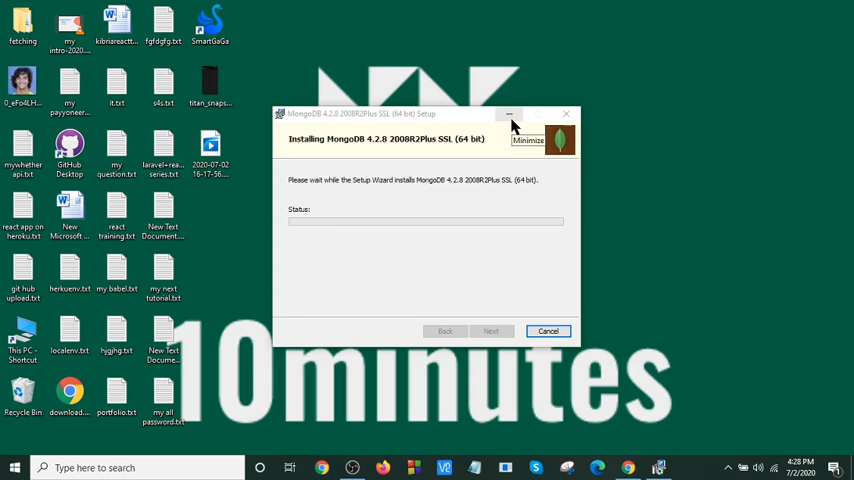 fetching
my
intro-2020....
kibriareactt...
fgfdgfg.txt
SmartGaGa
0_eFo4LH...
my
payyoneer...
it.txt
s4s.txt
titan_snaps...
mywhether
api.txt
GitHub
Desktop
my
question.txt
laravel+rea...
series.txt
2020-07-02
16-17-56....
react app on
heroku.txt
New
Microsoft ...
react
training.txt
New Text
Document....
git hub
upload.txt
herkuenv.txt
my babel.txt
my next
tutorial.txt
This PC -
Shortcut
localenv.txt
hjgjhg.txt
New Text
Docume...
Recycle Bin
download....
portfolio.txt
my all
password.txt
MongoDB 4.2.8 2008R2Plus SSL (64 bit) Setup
Installing MongoDB 4.2.8 2008R2Plus SSL (64 bit)
Minimize
Please wait while the Setup Wizard installs MongoDB 4.2.8 2008R2Plus SSL (64 bit).
Status:
Back
Next
Cancel
10minutes
Type here to search
4:28 PM
7/2/2020